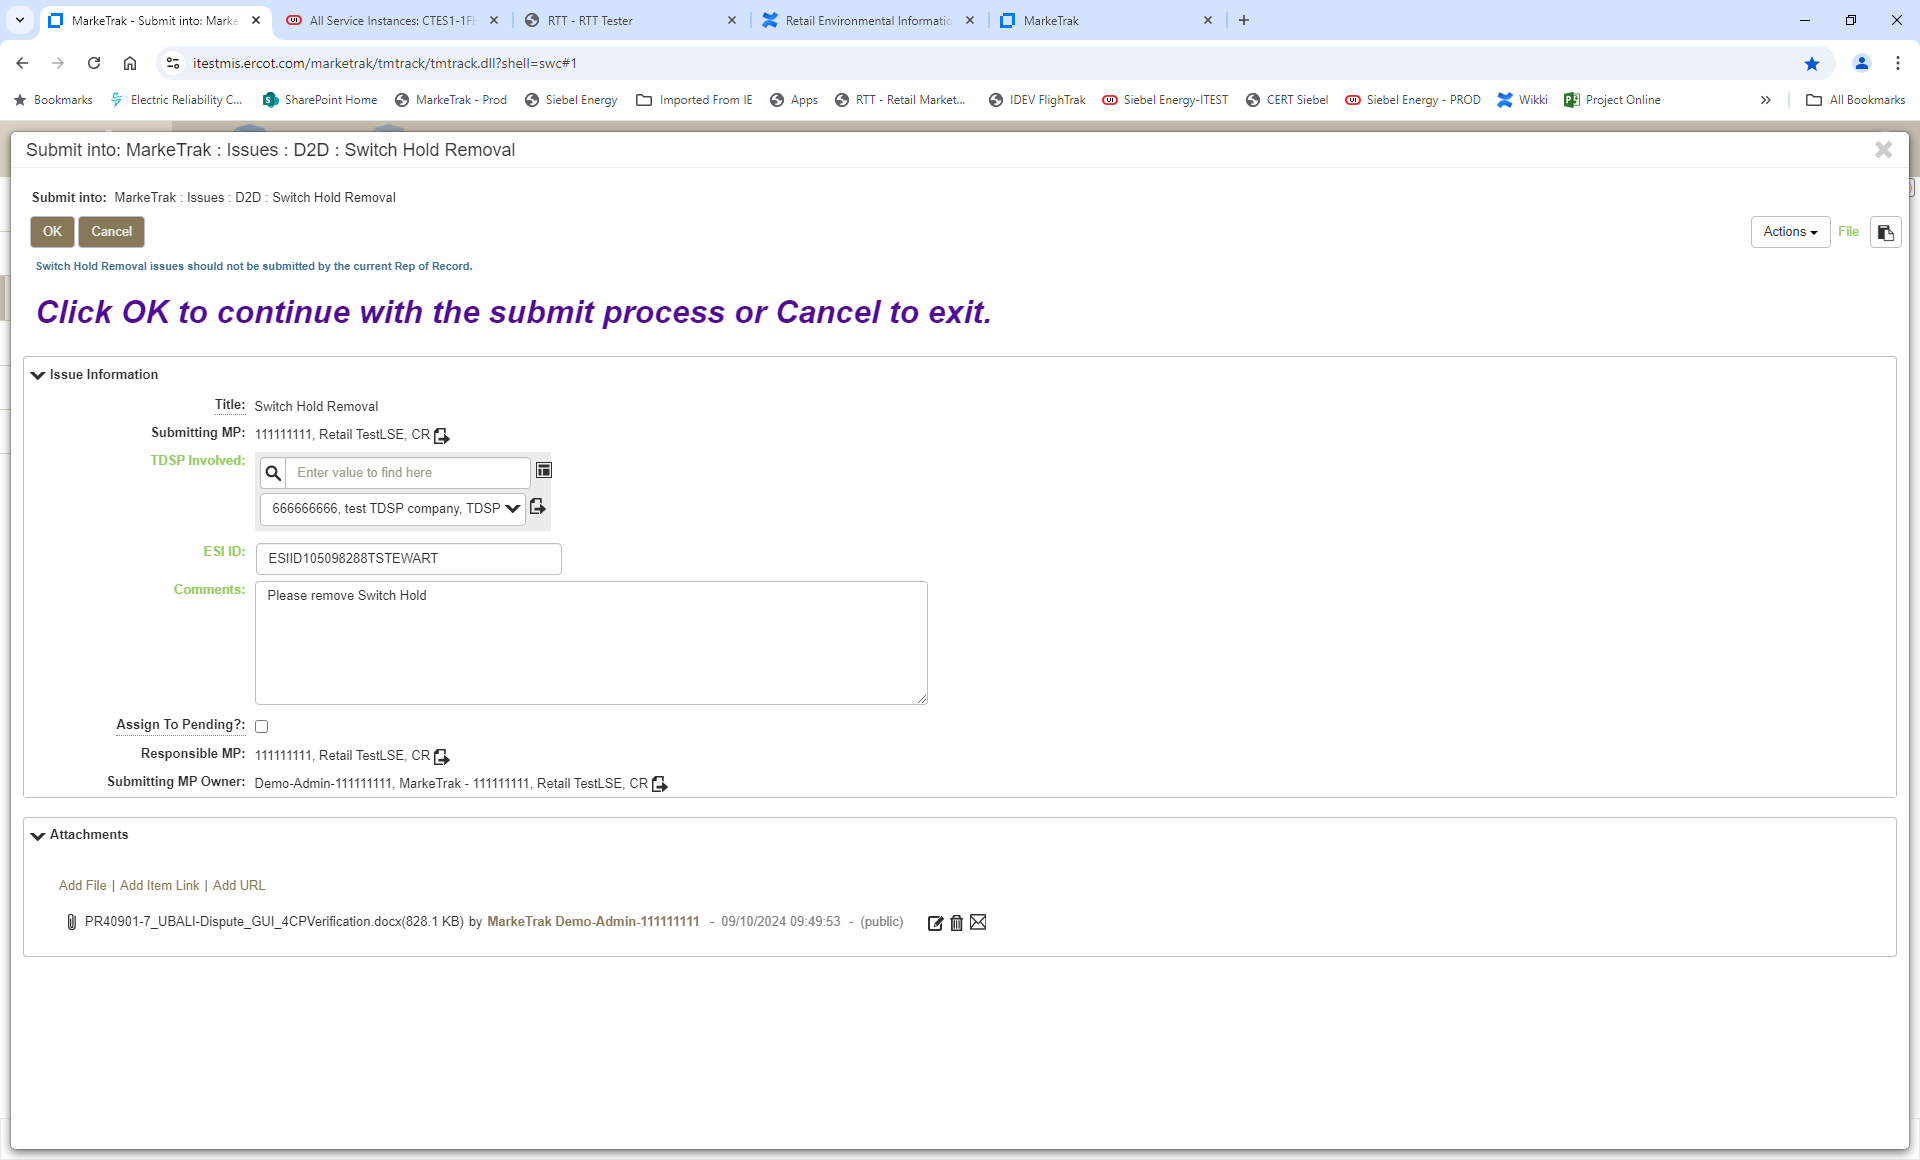 MarkeTrak - Submit into: Marke
All Service Instances: CTES1-1F
RTT - RTT Tester
Retail Environmental Informatio
MarkeTrak
itestmis.ercot.com/marketrak/tmtrack/tmtrack.dll?shell=swc#1
Bookmarks
Electric Reliability C...
SharePoint Home
MarkeTrak - Prod
Siebel Energy
Imported From IE
Apps
RTT - Retail Market...
IDEV FlighTrak
Siebel Energy-ITEST
CERT Siebel
Siebel Energy - PROD
Wikki
Project Online
All Bookmarks
Submit into: MarkeTrak : Issues : D2D : Switch Hold Removal
Submit into: MarkeTrak : Issues : D2D : Switch Hold Removal
OK
Cancel
Actions
File
Switch Hold Removal issues should not be submitted by the current Rep of Record.
Click OK to continue with the submit process or Cancel to exit.
Issue Information
Title: Switch Hold Removal
Submitting MP: 111111111, Retail TestLSE, CR
TDSP Involved: Enter value to find here
666666666, test TDSP company, TDSP
ESI ID: ESIID105098288TSTEWART
Comments: Please remove Switch Hold
Assign To Pending?:
Responsible MP: 111111111, Retail TestLSE, CR
Submitting MP Owner: Demo-Admin-111111111, MarkeTrak - 111111111, Retail TestLSE, CR
Attachments
Add File | Add Item Link | Add URL
PR40901-7_UBALI-Dispute_GUI_4CPVerification.docx(828.1 KB) by MarkeTrak Demo-Admin-111111111 - 09/10/2024 09:49:53 - (public)